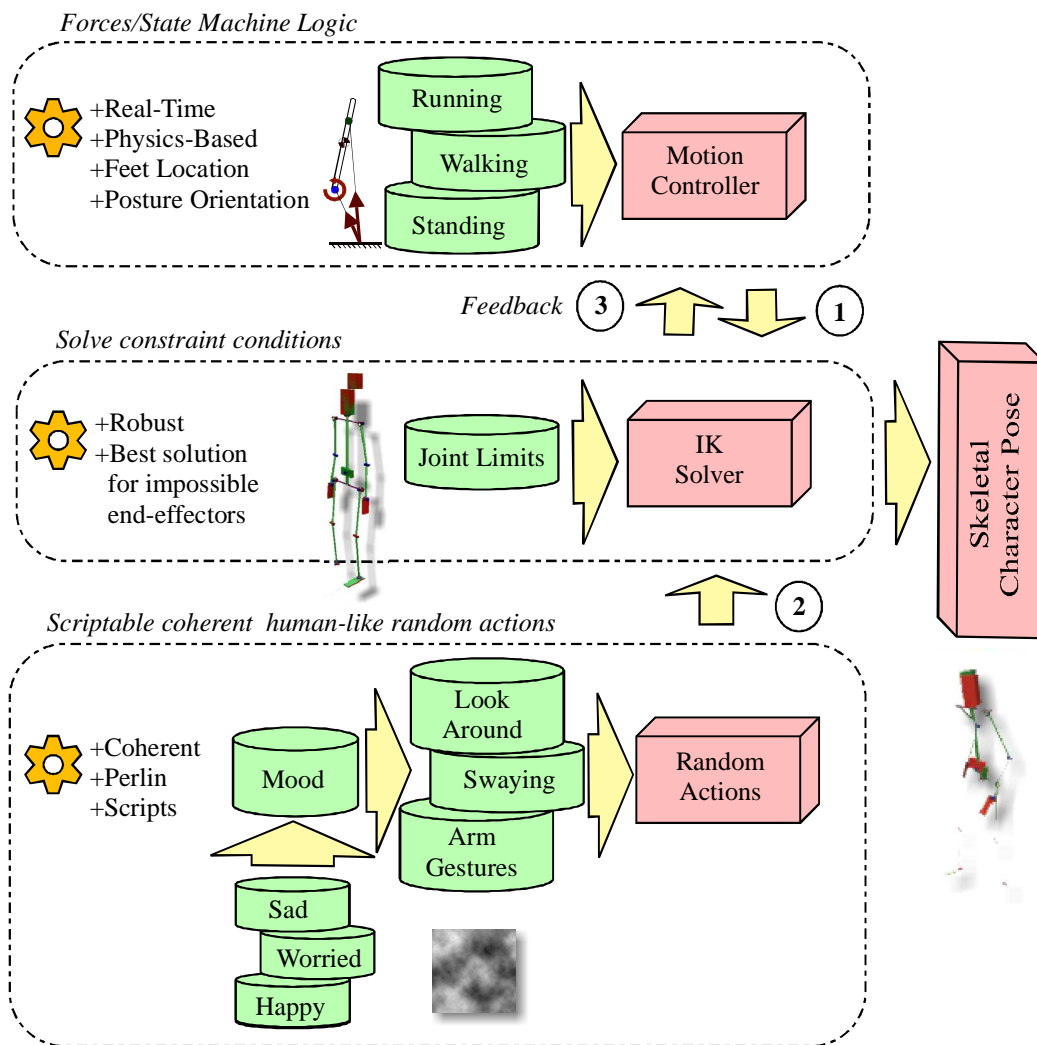 Forces/State Machine Logic
+Real-Time
+Physics-Based
+Feet Location
+Posture Orientation
Running
Walking
Standing
Motion
Controller
Feedback
3
1
Solve constraint conditions
+Robust
+Best solution
for impossible
end-effectors
Joint Limits
IK
Solver
Skeletal
Character Pose
2
Scriptable coherent human-like random actions
+Coherent
+Perlin
+Scripts
Mood
Look
Around
Swaying
Arm
Gestures
Random
Actions
Sad
Worried
Happy